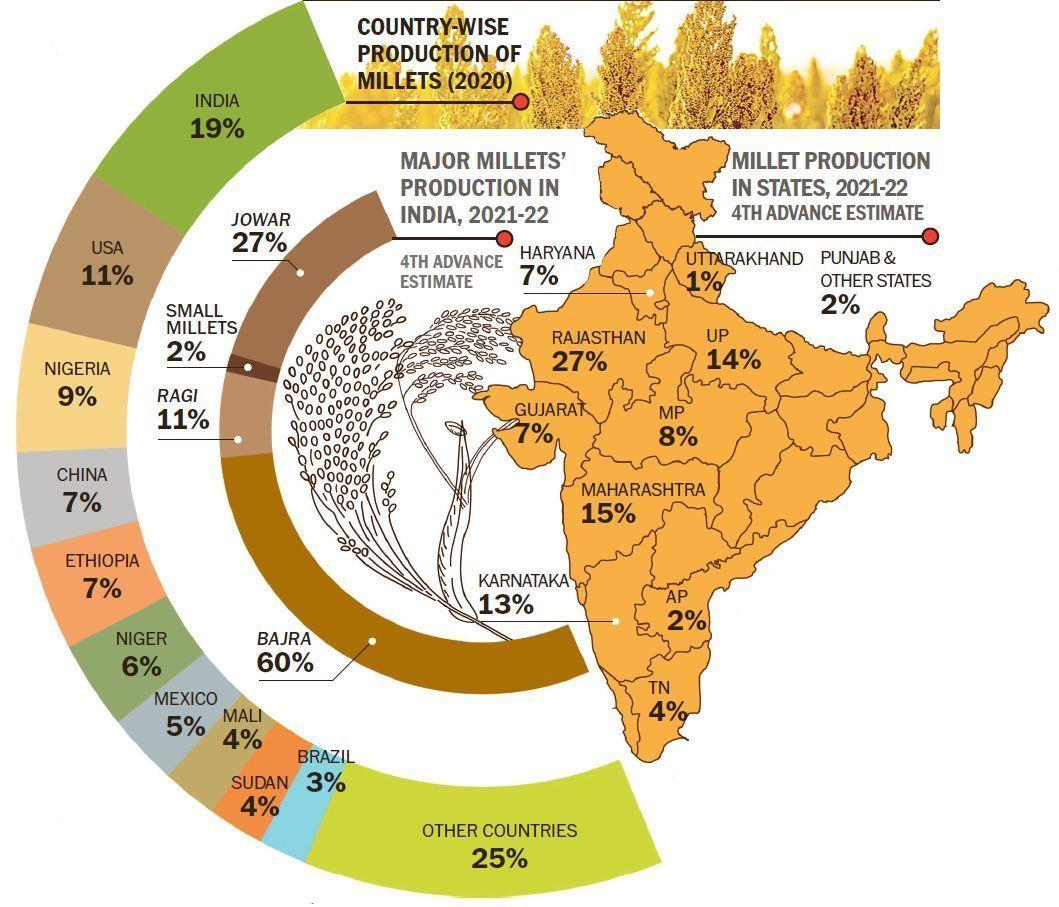 COUNTRY-WISE
PRODUCTION OF
MILLETS (2020)
INDIA
19%
USA
11%
NIGERIA
9%
CHINA
7%
ETHIOPIA
7%
NIGER
6%
MEXICO
5%
MALI
4%
SUDAN
4%
BRAZIL
3%
OTHER COUNTRIES
25%
MAJOR MILLETS'
PRODUCTION IN
INDIA, 2021-22
4TH ADVANCE
ESTIMATE
JOWAR
27%
SMALL
MILLETS
2%
RAGI
11%
BAJRA
60%
MILLET PRODUCTION
IN STATES, 2021-22
4TH ADVANCE ESTIMATE
HARYANA
7%
UTTARAKHAND
1%
PUNJAB &
OTHER STATES
2%
RAJASTHAN
27%
UP
14%
GUJARAT
7%
MP
8%
MAHARASHTRA
15%
KARNATAKA
13%
AP
2%
TN
4%